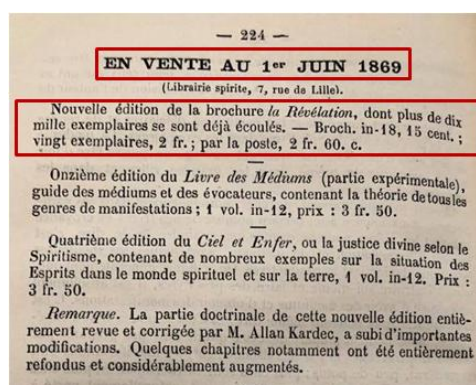 — 224 —
EN VENTE AU 1er JUIN 1869
(Librairie spirite, 7, rue de Lille).
Nouvelle édition de la brochure la Révélation, dont plus de dix
mille exemplaires se sont déjà écoulés. — Broch. in-18, 15 cent. ;
vingt exemplaires, 2 fr. ; par la poste, 2 fr. 60. c.
Onzième édition du Livre des Médiums (partie expérimentale),
guide des médiums et des évocateurs, contenant la théorie de tous les
genres de manifestations ; 1 vol. in-12, prix : 3 fr. 50.
Quatrième édition du Ciel et Enfer, ou la justice divine selon le
Spiritisme, contenant de nombreux exemples sur la situation des
Esprits dans le monde spirituel et sur la terre, 1 vol. in-12. Prix :
3 fr. 50.
Remarque. La partie doctrinale de cette nouvelle édition entiè-
rement revue et corrigée par M. Allan Kardec, a subi d'importantes
modifications. Quelques chapitres notamment ont été entièrement
refondus et considérablement augmentés.